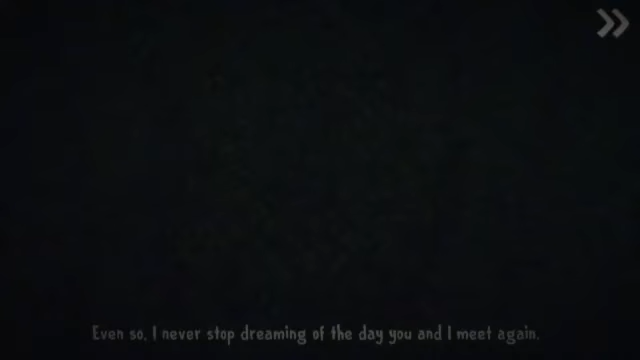 Even so, I never stop dreaming of the day you and I meet again.